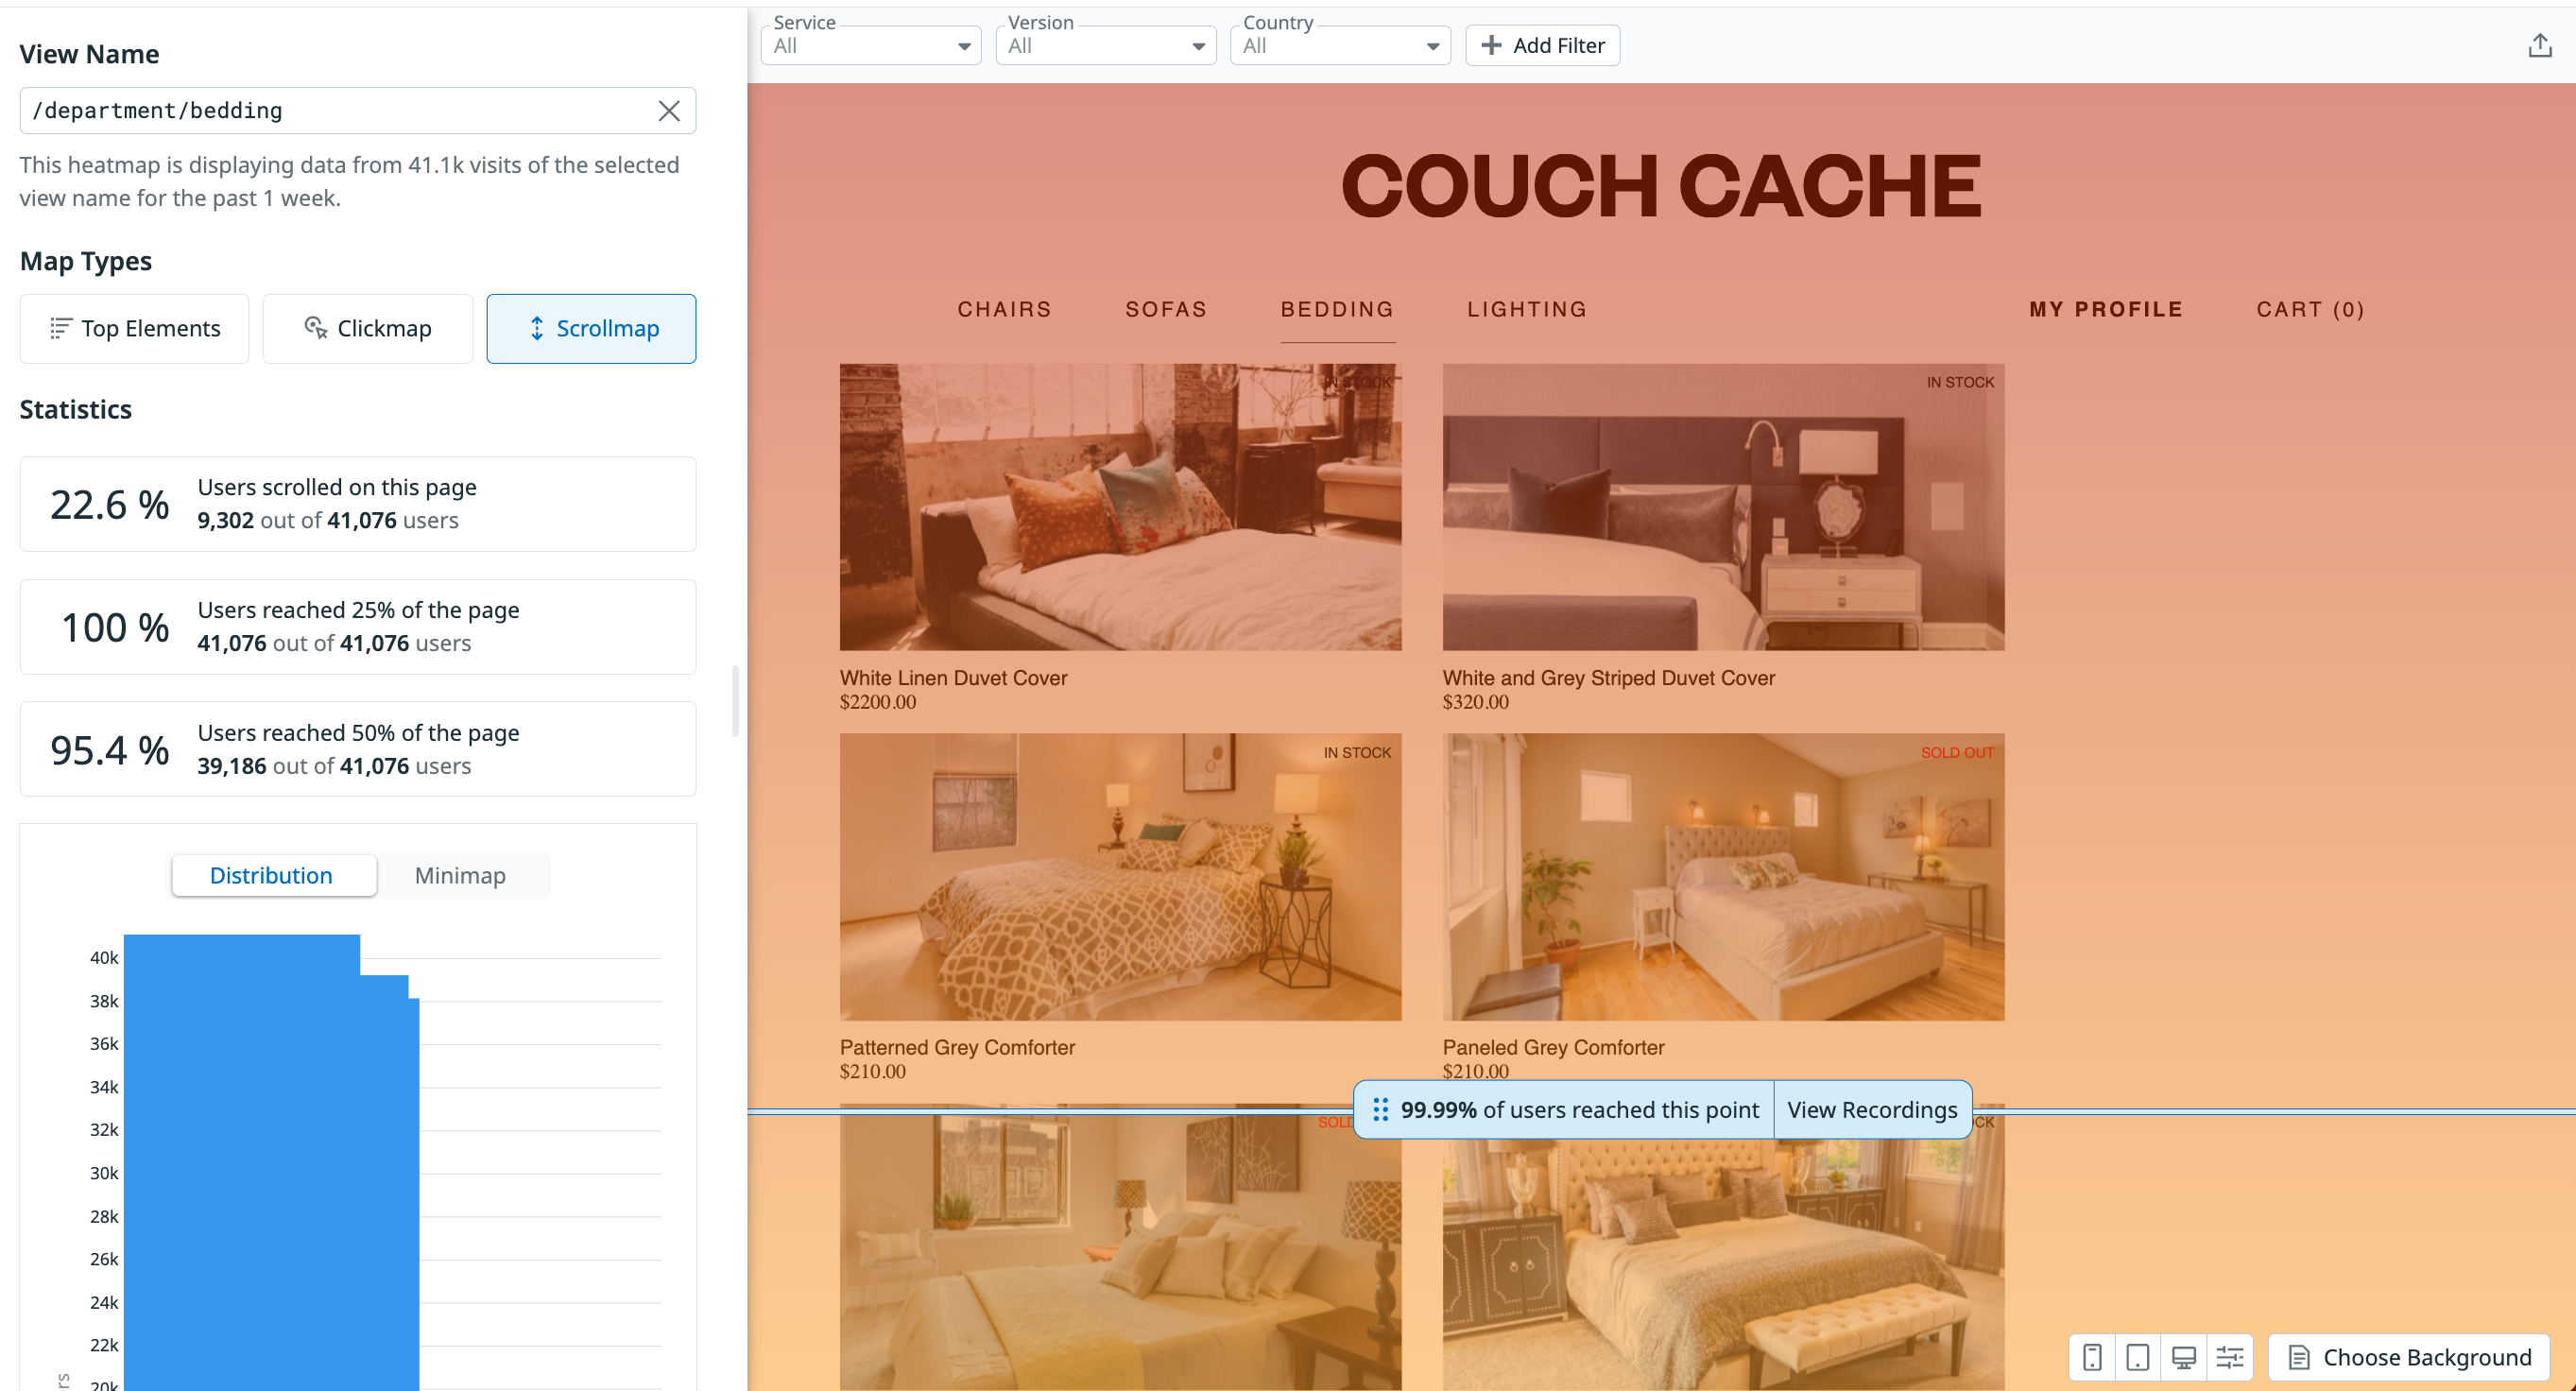 View Name
/department/bedding
This heatmap is displaying data from 41.1k visits of the selected
view name for the past 1 week.
Map Types
Top Elements
Clickmap
Scrollmap
Statistics
22.6 %
Users scrolled on this page
9,302 out of 41,076 users
100 %
Users reached 25% of the page
41,076 out of 41,076 users
95.4 %
Users reached 50% of the page
39,186 out of 41,076 users
Distribution
Minimap
40k
38k
36k
34k
32k
30k
28k
26k
24k
22k
20k
Service
All
Version
All
Country
All
Add Filter
COUCH CACHE
CHAIRS
SOFAS
BEDDING
LIGHTING
MY PROFILE
CART (0)
IN STOCK
IN STOCK
White Linen Duvet Cover
$2200.00
White and Grey Striped Duvet Cover
$320.00
IN STOCK
SOLD OUT
Patterned Grey Comforter
$210.00
Paneled Grey Comforter
$210.00
99.99% of users reached this point
View Recordings
SOLD
Choose Background